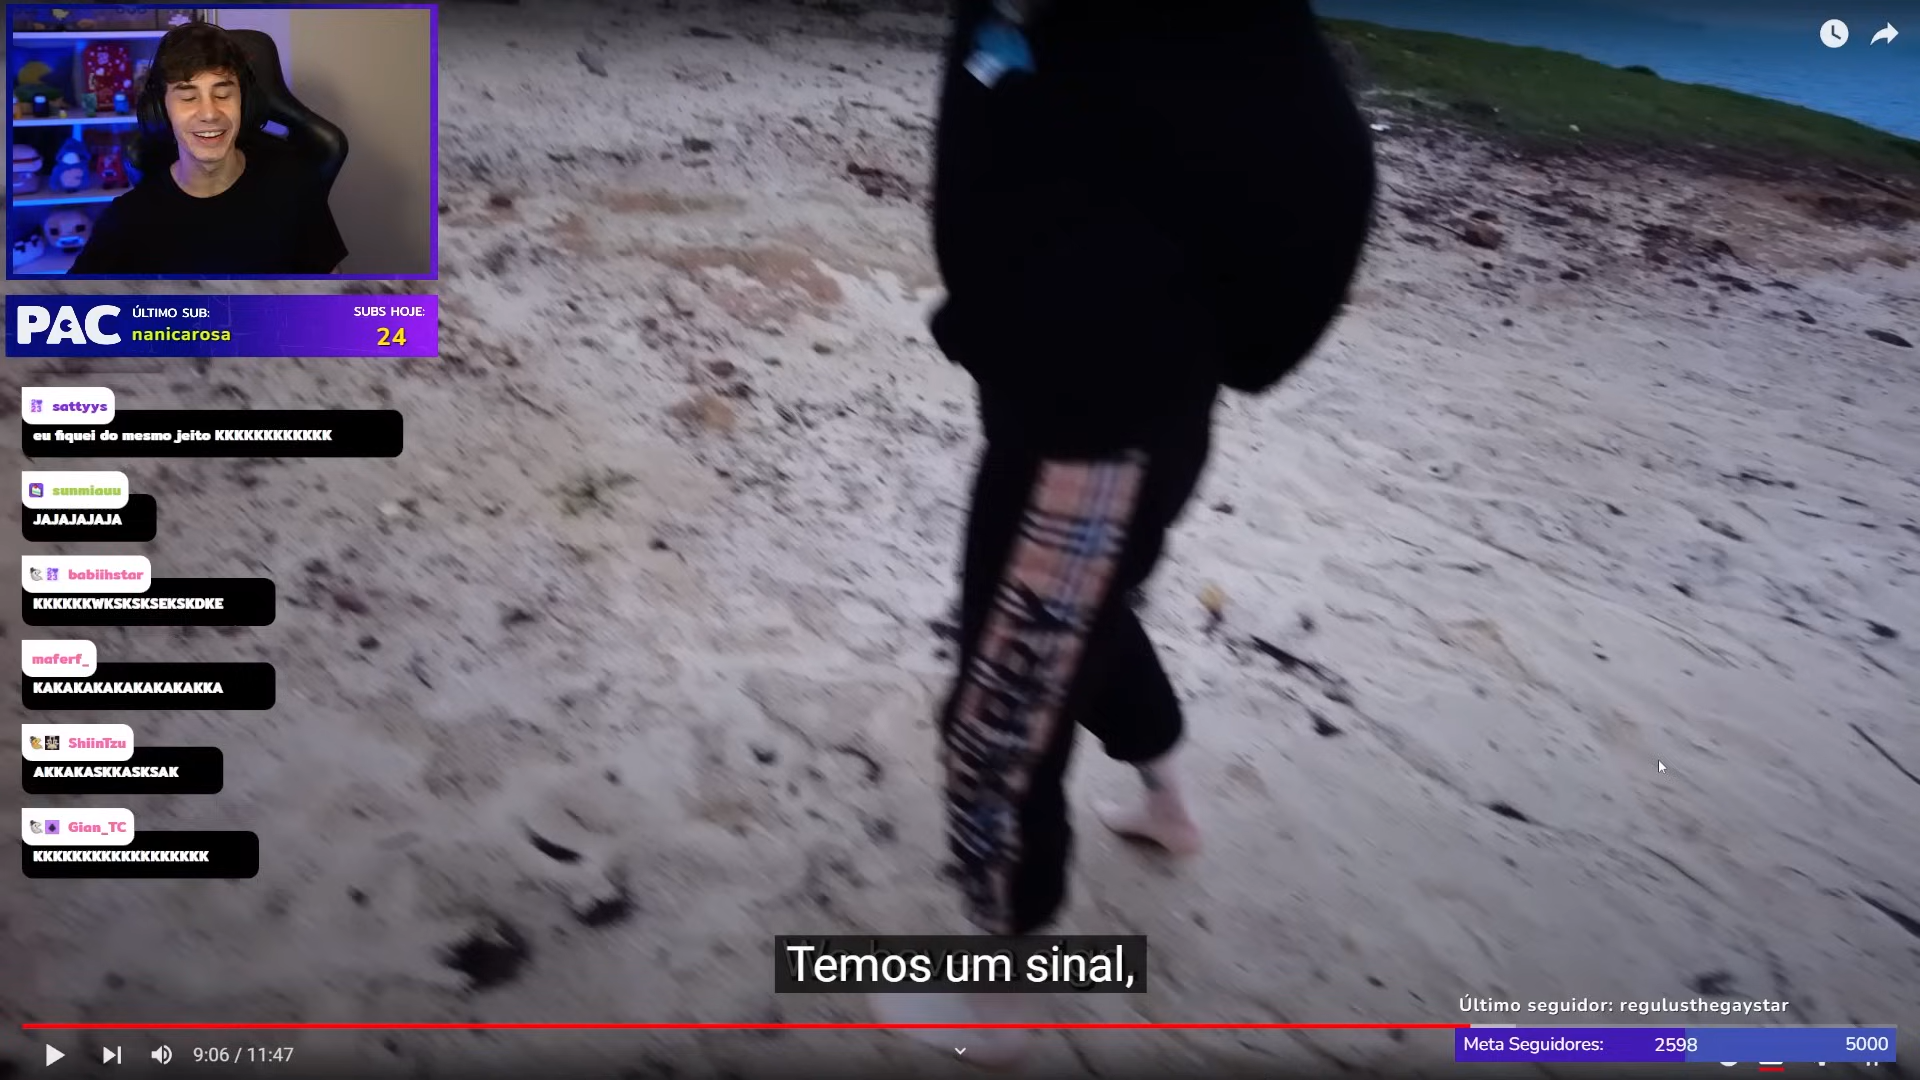 PAC
ÚLTIMO SUB:
nanicarosa
SUBS HOJE:
24
sattyys
eu fiquei do mesmo jeito KKKKKKKKKKKK
sunmiauu
JAJAJAJAJA
babiihstar
KKKKKKWKSKSKSEKSKDKE
maferf_
KAKAKAKAKAKAKAKAKKA
ShiinTzu
AKKAKASKKASKSAK
Gian_TC
KKKKKKKKKKKKKKKKKK
Temos um sinal,
Último seguidor: regulusthegaystar
Meta Seguidores: 2598 5000
9:06 / 11:47